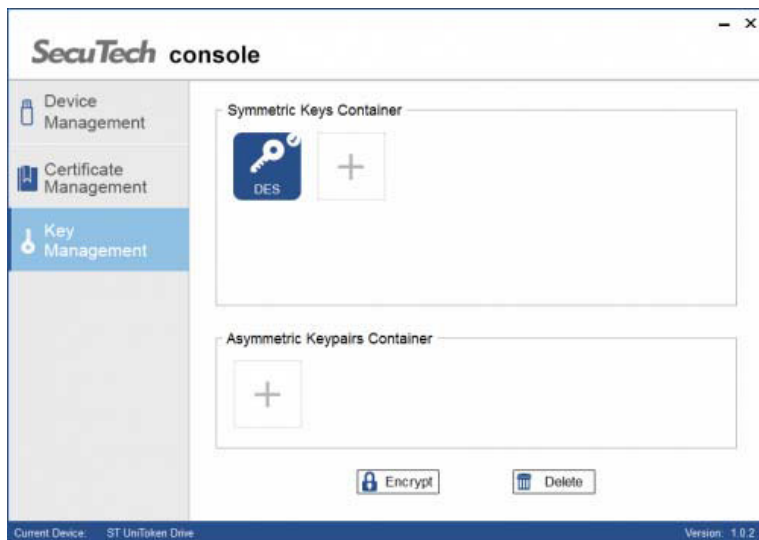 SecuTech console
Device
Management
Certificate
Management
Key
Management
Symmetric Keys Container
DES
Asymmetric Keypairs Container
Encrypt
Delete
Current Device: ST UniToken Drive
Version: 1.0.2